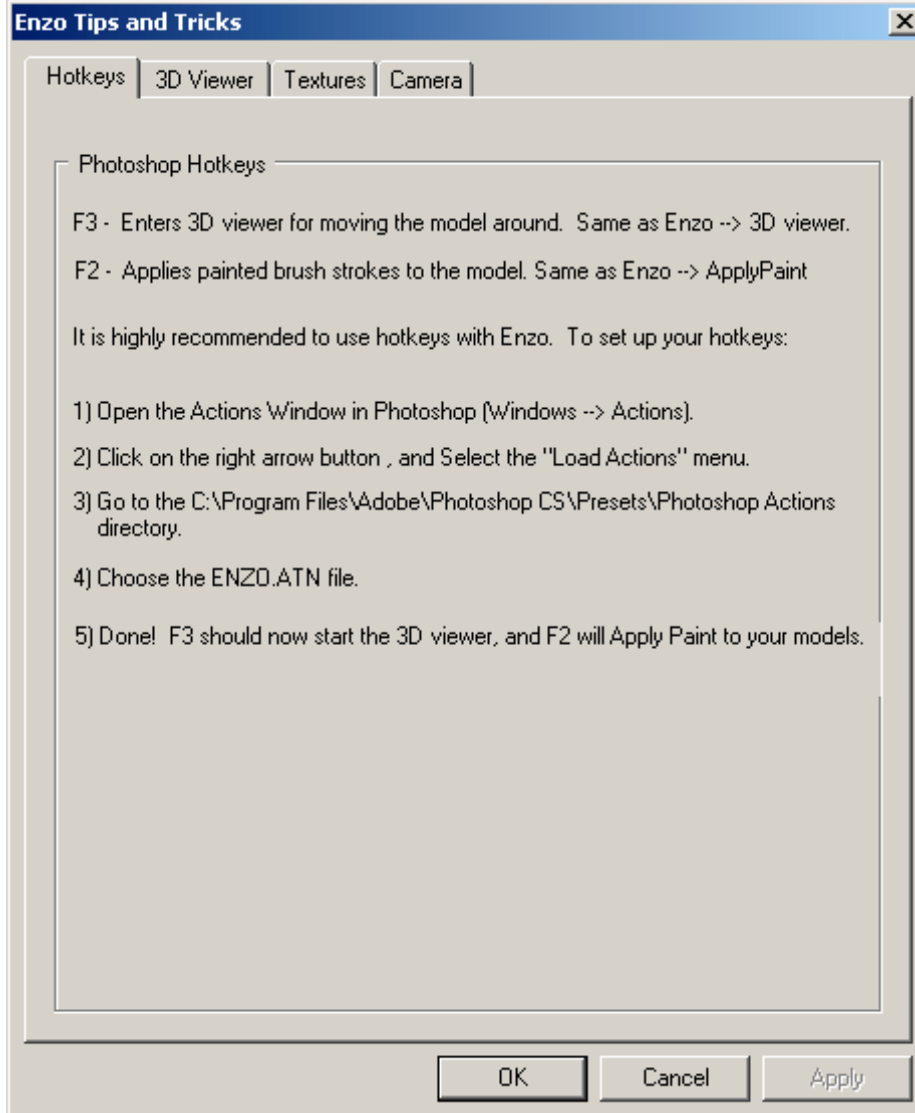 Enzo Tips and Tricks
Hotkeys
3D Viewer
Textures
Camera
Photoshop Hotkeys
F3 - Enters 3D viewer for moving the model around. Same as Enzo --> 3D viewer.
F2 - Applies painted brush strokes to the model. Same as Enzo --> ApplyPaint
It is highly recommended to use hotkeys with Enzo. To set up your hotkeys:
1) Open the Actions Window in Photoshop (Windows --> Actions).
2) Click on the right arrow button , and Select the "Load Actions" menu.
3) Go to the C:\Program Files\Adobe\Photoshop CS\Presets\Photoshop Actions
directory.
4) Choose the ENZO.ATN file.
5) Done! F3 should now start the 3D viewer, and F2 will Apply Paint to your models.
OK
Cancel
Apply